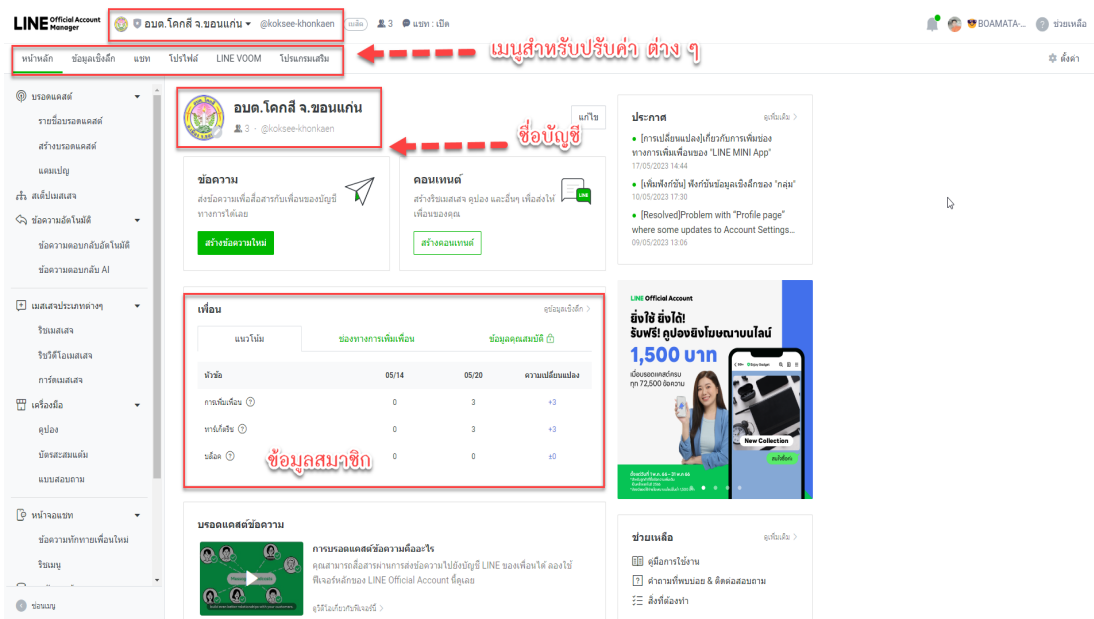 LINE Official Account Manager
อบต.โคกสี จ.ขอนแก่น @koksee-khonkaen
3 แชท : เปิด
BOAMATA-...
ช่วยเหลือ
หน้าหลัก ข้อมูลเชิงลึก แชท โปรไฟล์ LINE VOOM โปรแกรมเสริม
เมนูสำหรับปรับค่า ต่าง ๆ
ตั้งค่า
บรอดแคสต์
รายชื่อบรอดแคสต์
สร้างบรอดแคสต์
แคมเปญ
สเต็ปเมสเสจ
ข้อความอัตโนมัติ
ข้อความตอบกลับอัตโนมัติ
ข้อความตอบกลับ AI
เมสเสจประเภทต่างๆ
ริชเมสเสจ
ริชวิดีโอเมสเสจ
การ์ดเมสเสจ
เครื่องมือ
คูปอง
บัตรสะสมแต้ม
แบบสอบถาม
หน้าจอแชท
ข้อความทักทายเพื่อนใหม่
ริชเมนู
ซ่อนเมนู
อบต.โคกสี จ.ขอนแก่น
3 · @koksee-khonkaen
แก้ไข
ชื่อบัญชี
ข้อความ
ส่งข้อความเพื่อสื่อสารกับเพื่อนของบัญชี
ทางการได้เลย
สร้างข้อความใหม่
คอนเทนต์
สร้างริชเมสเสจ คูปอง และอื่นๆ เพื่อส่งให้
เพื่อนของคุณ
LINE
สร้างคอนเทนต์
เพื่อน
ดูข้อมูลเชิงลึก
แนวโน้ม ช่องทางการเพิ่มเพื่อน ข้อมูลคุณสมบัติ
หัวข้อ 05/14 05/20 ความเปลี่ยนแปลง
การเพิ่มเพื่อน 0 3 +3
ทาร์เก็ตรีช 0 3 +3
บล็อค 0 0 ±0
ข้อมูลสมาชิก
บรอดแคสต์ข้อความ
การบรอดแคสต์ข้อความคืออะไร
คุณสามารถสื่อสารผ่านการส่งข้อความไปยังบัญชี LINE ของเพื่อนได้ ลองใช้
ฟีเจอร์หลักของ LINE Official Account นี้ดูเลย
ดูวิดีโอเกี่ยวกับฟีเจอร์นี้
ประกาศ
ดูเพิ่มเติม
[การเปลี่ยนแปลง]เกี่ยวกับการเพิ่มช่อง
ทางการเพิ่มเพื่อนของ "LINE MINI App"
17/05/2023 14:44
[เพิ่มฟังก์ชัน] ฟังก์ชันข้อมูลเชิงลึกของ "กลุ่ม"
10/05/2023 17:30
[Resolved]Problem with "Profile page"
where some updates to Account Settings...
09/05/2023 13:06
LINE Official Account
ยิ่งใช้ ยิ่งได้!
รับฟรี! คูปองยิงโฆษณาบนไลน์
1,500 บาท
เมื่อบรอดแคสต์ครบ
ทุก 72,500 ข้อความ
New Collection
ช่วยเหลือ
ดูเพิ่มเติม
คู่มือการใช้งาน
คำถามที่พบบ่อย & ติดต่อสอบถาม
สิ่งที่ต้องทำ